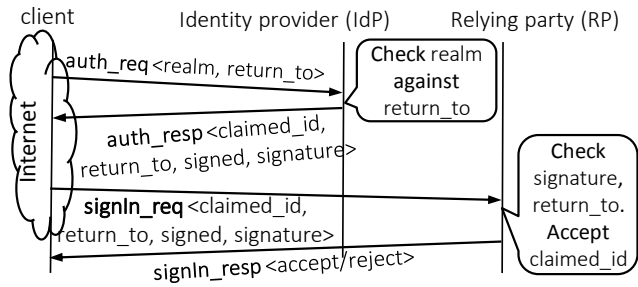 client
Identity provider (IdP)
Relying party (RP)
auth_req <realm, return_to>
Check realm
against
return_to
auth_resp <claimed_id,
return_to, signed, signature>
Internet
Check
signature,
return_to.
Accept
claimed_id
signIn_req <claimed_id,
return_to, signed, signature>
signIn_resp <accept/reject>